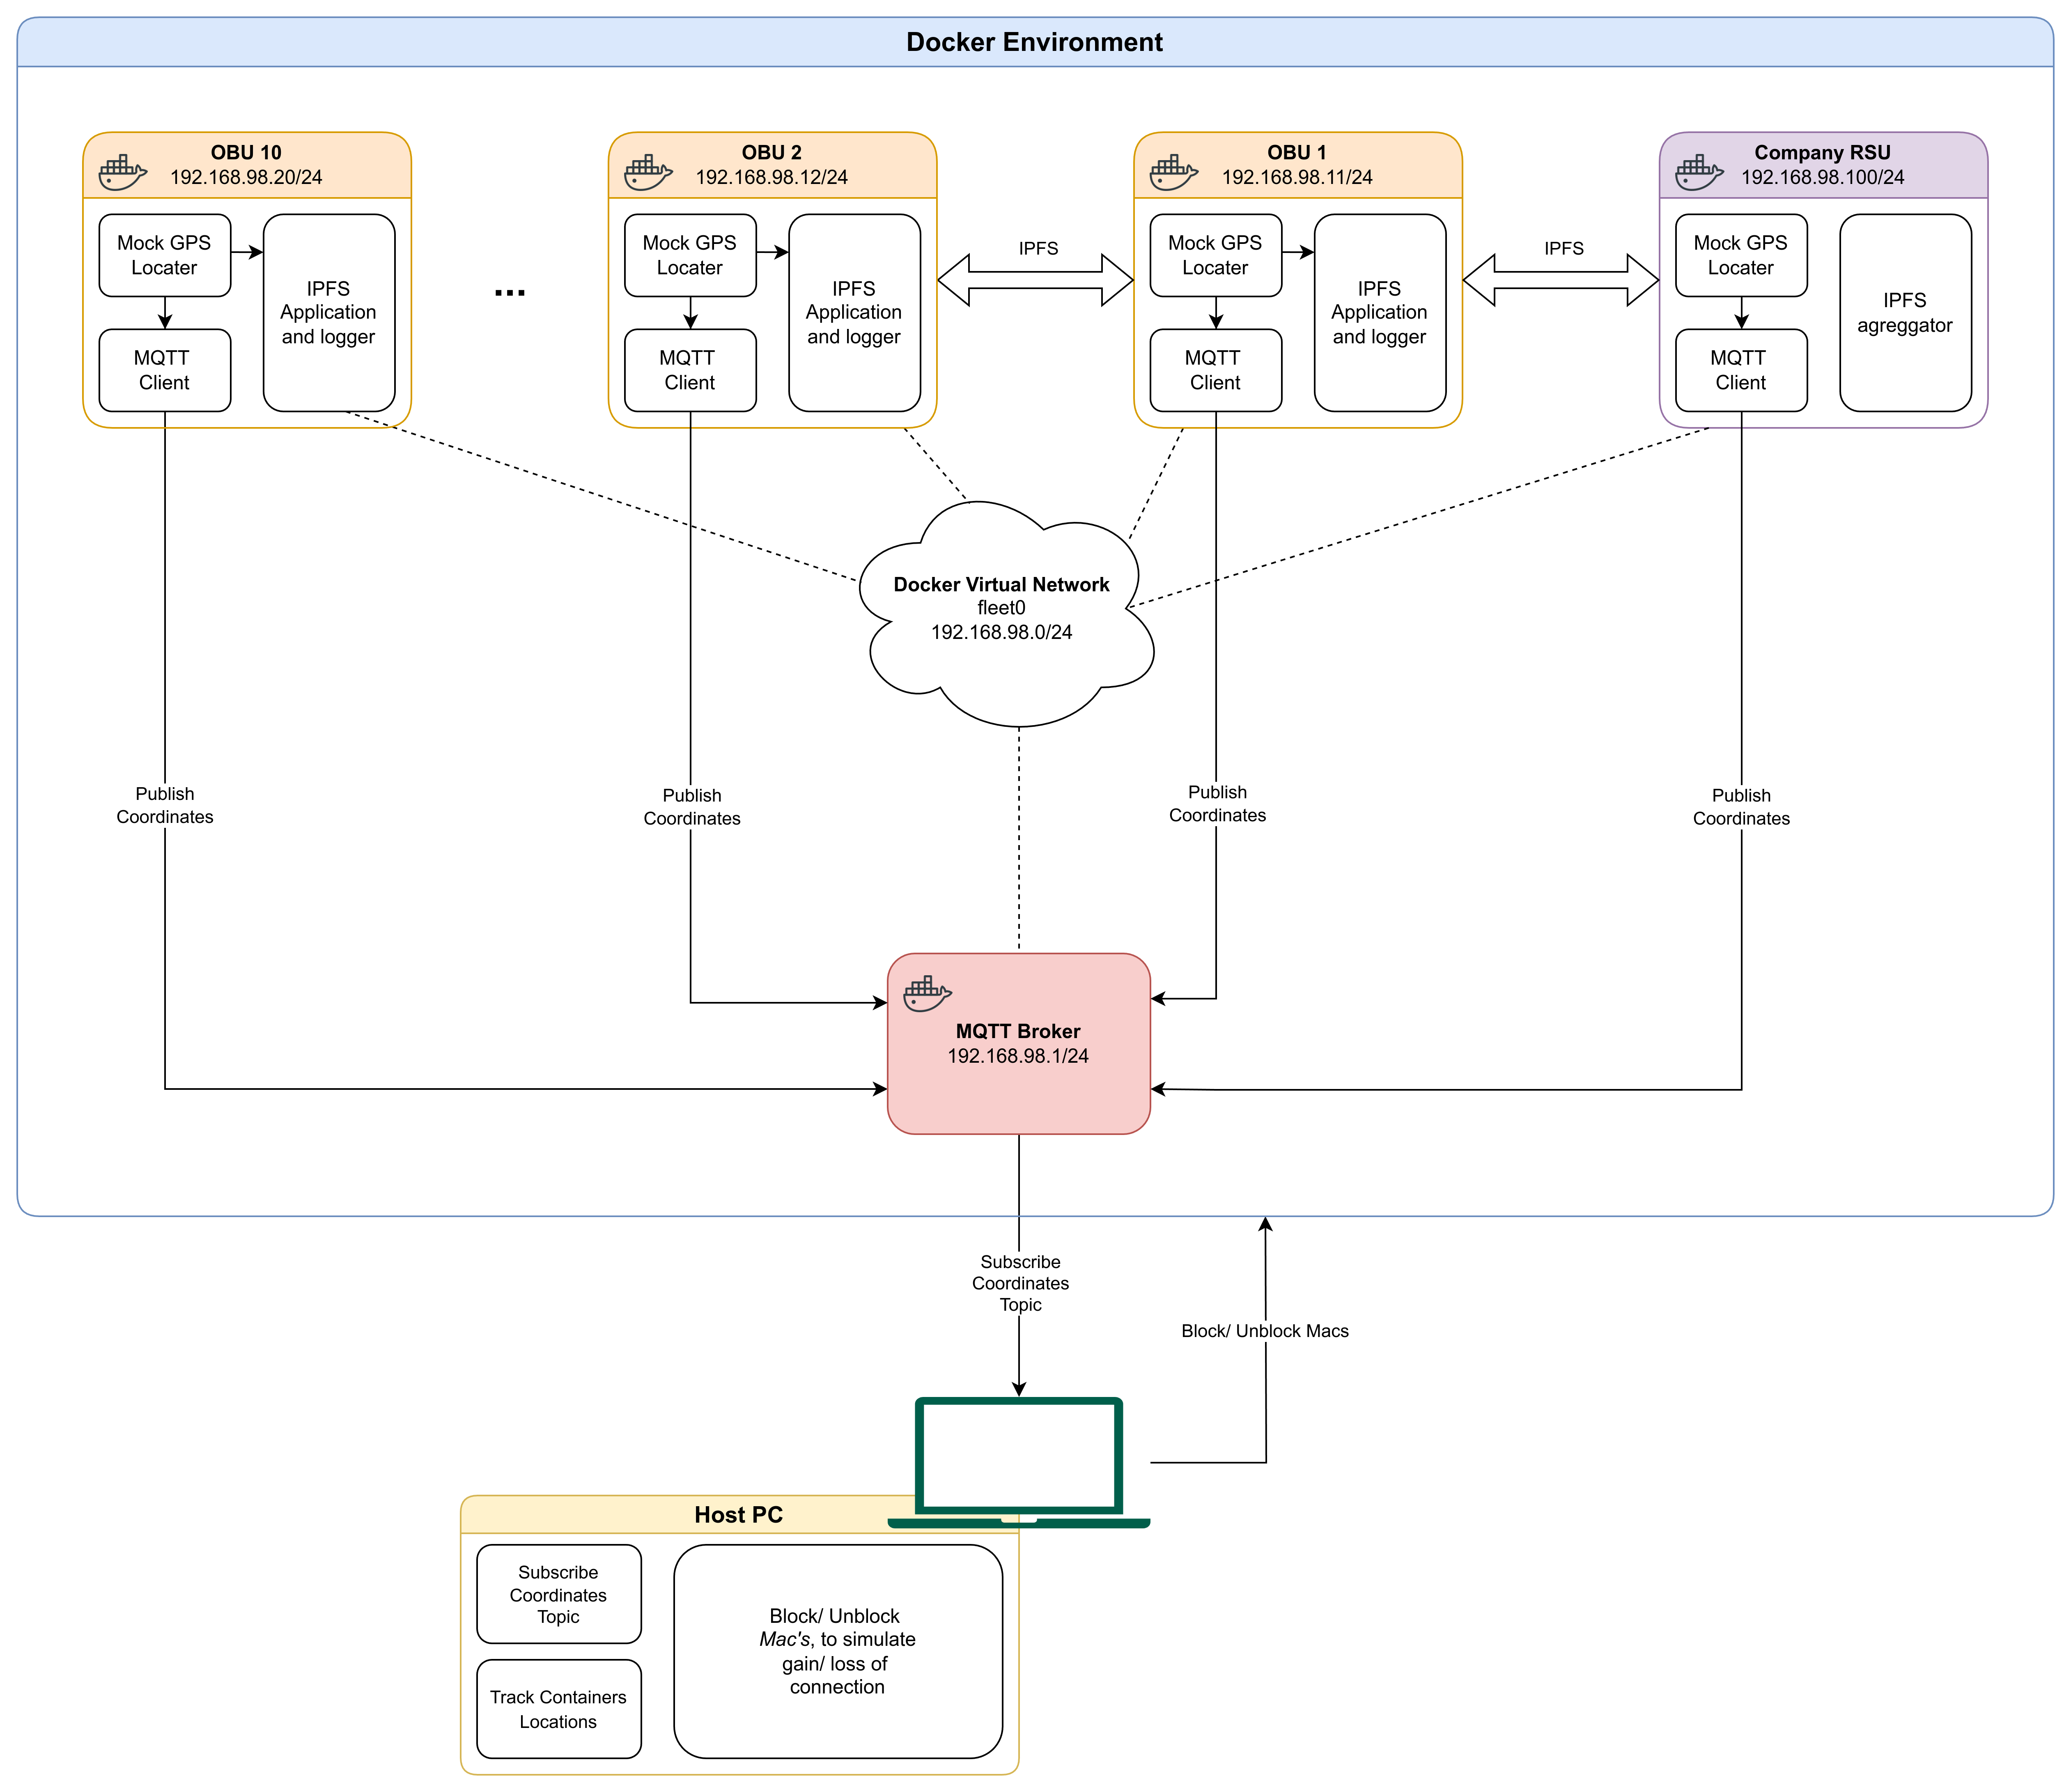 Docker Environment
OBU 10
192.168.98.20/24
Mock GPS
Locater
MQTT
Client
IPFS
Application
and logger
...
OBU 2
192.168.98.12/24
Mock GPS
Locater
MQTT
Client
IPFS
Application
and logger
IPFS
OBU 1
192.168.98.11/24
Mock GPS
Locater
MQTT
Client
IPFS
Application
and logger
IPFS
Company RSU
192.168.98.100/24
Mock GPS
Locater
MQTT
Client
IPFS
agreggator
Docker Virtual Network
fleet0
192.168.98.0/24
Publish
Coordinates
Publish
Coordinates
Publish
Coordinates
Publish
Coordinates
MQTT Broker
192.168.98.1/24
Subscribe
Coordinates
Topic
Block/ Unblock Macs
Host PC
Subscribe
Coordinates
Topic
Track Containers
Locations
Block/ Unblock
Mac's, to simulate
gain/ loss of
connection